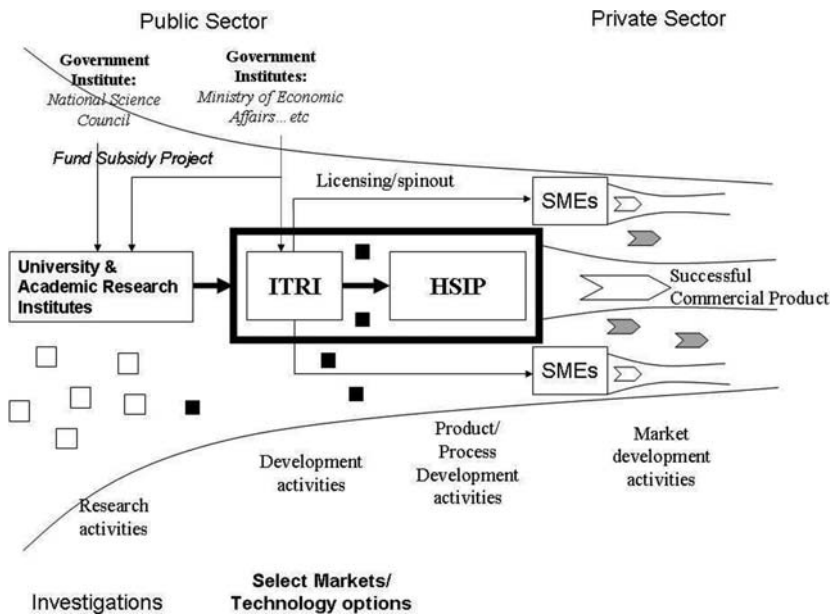 Public Sector
Private Sector
Government
Institute:
National Science
Council
Government
Institutes:
Ministry of Economic
Affairs...etc
Fund Subsidy Project
Licensing/spinout
SMEs
University &
Academic Research
Institutes
ITRI
HSIP
Successful
Commercial Product
SMEs
Research
activities
Development
activities
Product/
Process
Development
activities
Market
development
activities
Investigations
Select Markets/
Technology options